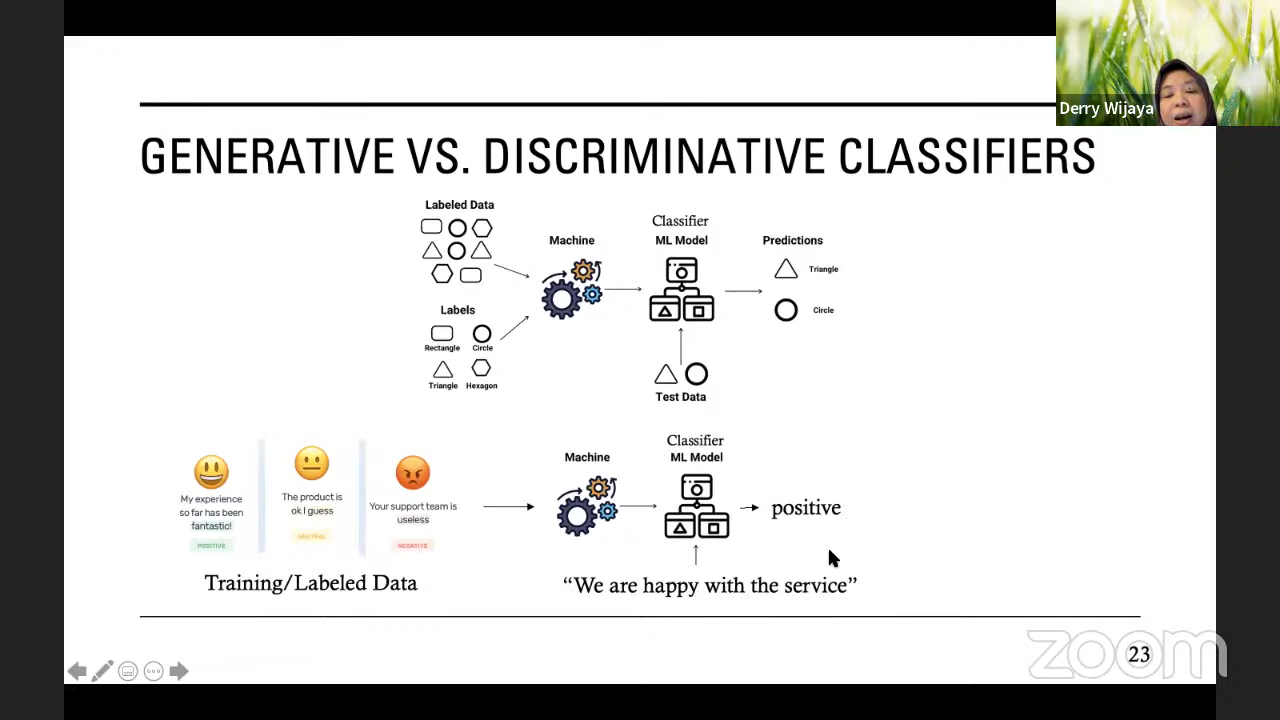 Derry Wijaya
GENERATIVE VS. DISCRIMINATIVE CLASSIFIERS
Labeled Data
Labels
Rectangle
Circle
Triangle
Hexagon
Machine
Classifier
ML Model
Test Data
Predictions
Triangle
Circle
My experience
so far has been
fantastic!
POSITIVE
The product is
ok I guess
NEUTRAL
Your support team is
useless
NEGATIVE
Training/Labeled Data
Machine
Classifier
ML Model
positive
“We are happy with the service”
zoom
23